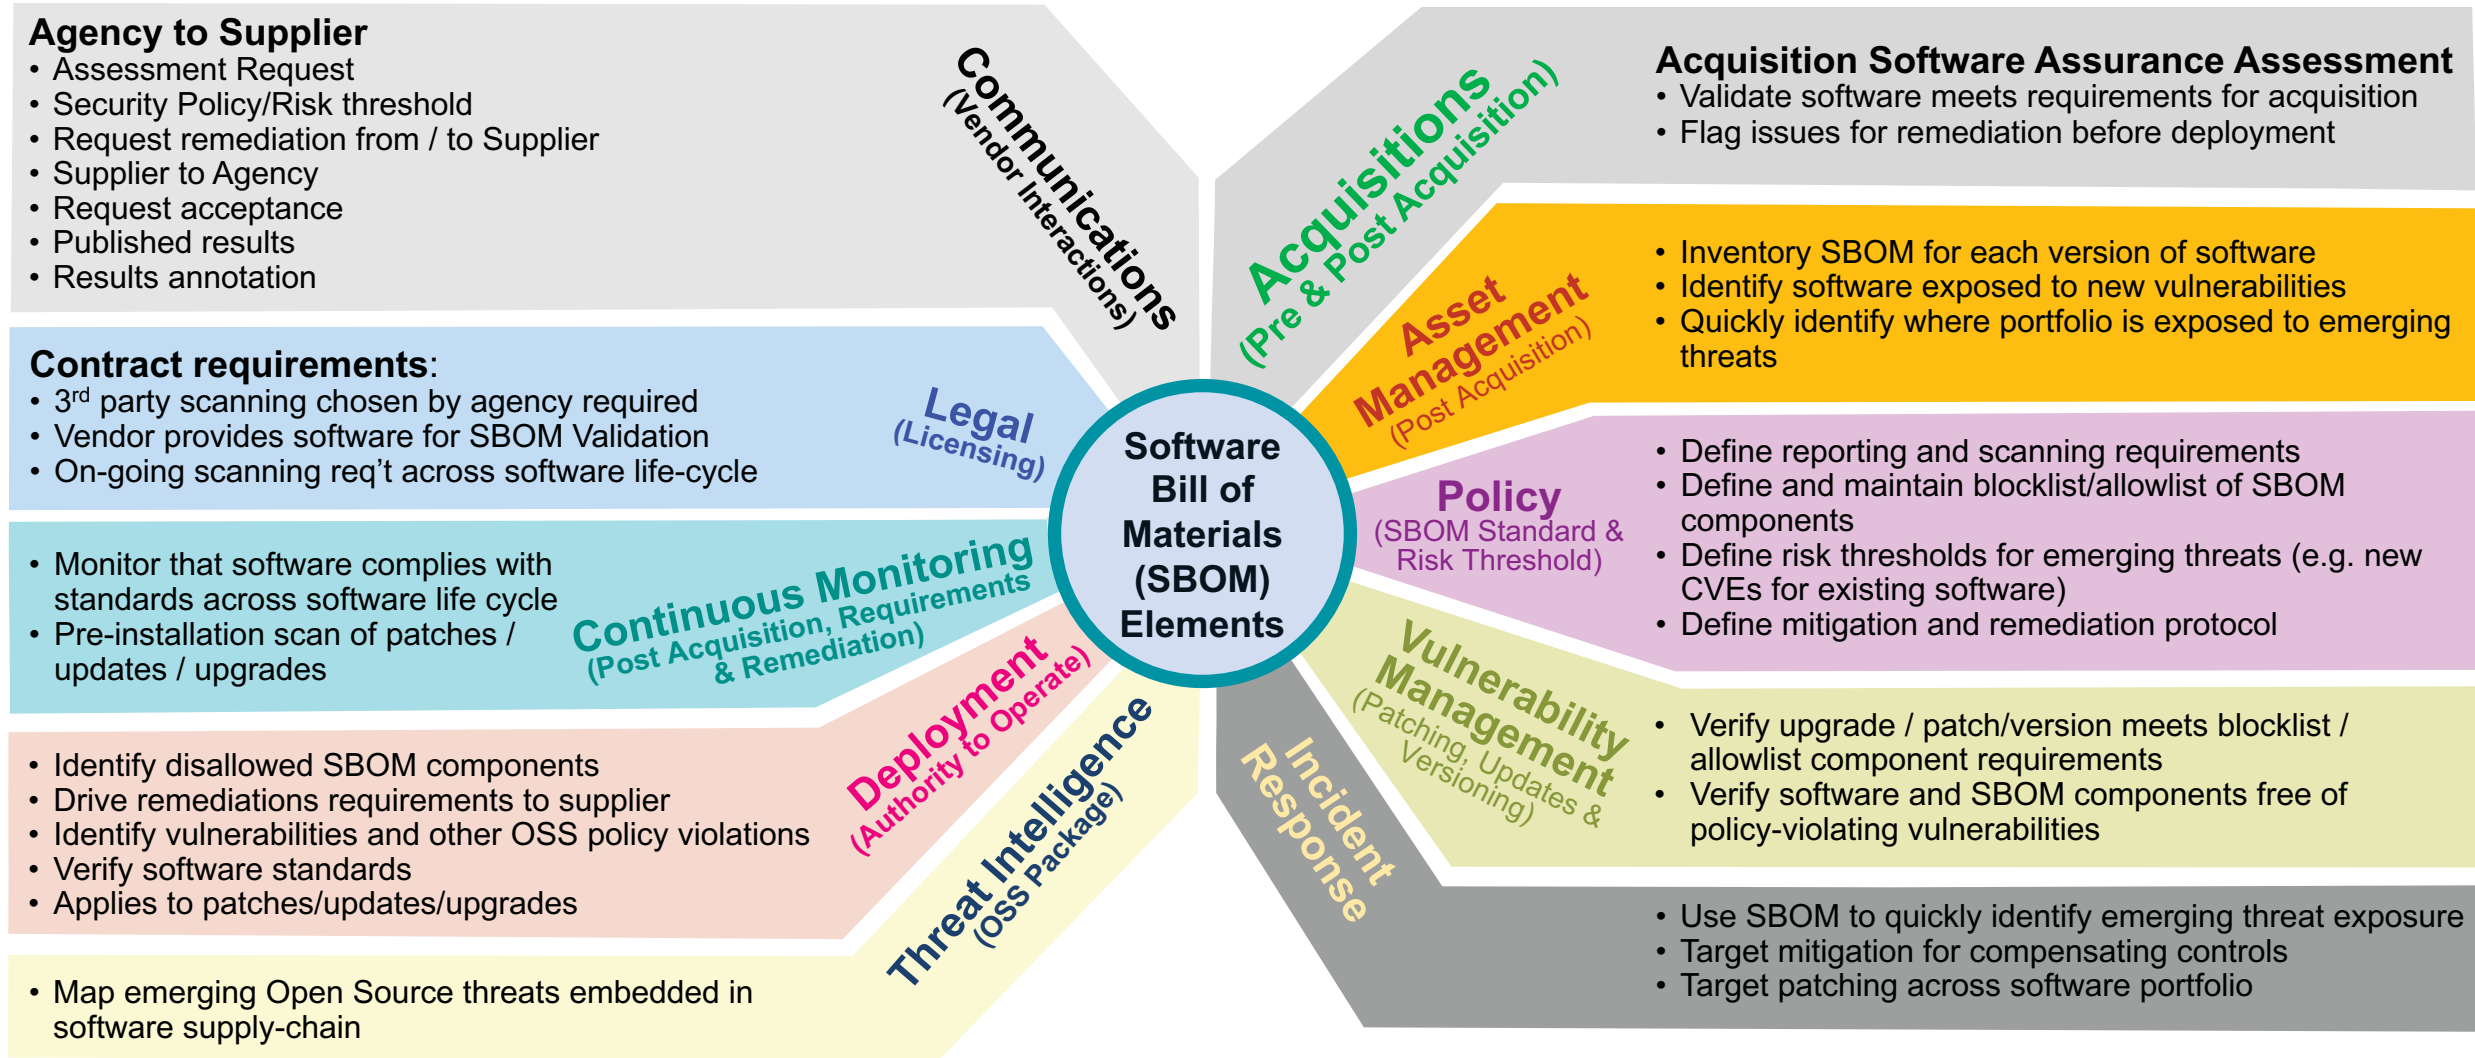 Agency to Supplier
• Assessment Request
• Security Policy/Risk threshold
• Request remediation from / to Supplier
• Supplier to Agency
• Request acceptance
• Published results
• Results annotation
Communications
(Vendor Interactions)
Contract requirements:
• 3rd party scanning chosen by agency required
• Vendor provides software for SBOM Validation
• On-going scanning req't across software life-cycle
Legal
(Licensing)
• Monitor that software complies with
standards across software life cycle
• Pre-installation scan of patches /
updates / upgrades
Continuous Monitoring
(Post Acquisition, Requirements
& Remediation)
• Identify disallowed SBOM components
• Drive remediations requirements to supplier
• Identify vulnerabilities and other OSS policy violations
• Verify software standards
• Applies to patches/updates/upgrades
Deployment
(Authority to Operate)
• Map emerging Open Source threats embedded in
software supply-chain
Threat Intelligence
(OSS Package)
Software
Bill of
Materials
(SBOM)
Elements
Acquisitions
(Pre & Post Acquisition)
Acquisition Software Assurance Assessment
• Validate software meets requirements for acquisition
• Flag issues for remediation before deployment
Asset
Management
(Post Acquisition)
• Inventory SBOM for each version of software
• Identify software exposed to new vulnerabilities
• Quickly identify where portfolio is exposed to emerging
threats
Policy
(SBOM Standard &
Risk Threshold)
• Define reporting and scanning requirements
• Define and maintain blocklist/allowlist of SBOM
components
• Define risk thresholds for emerging threats (e.g. new
CVEs for existing software)
• Define mitigation and remediation protocol
Vulnerability
Management
(Patching, Updates &
Versioning)
• Verify upgrade / patch/version meets blocklist /
allowlist component requirements
• Verify software and SBOM components free of
policy-violating vulnerabilities
Incident
Response
• Use SBOM to quickly identify emerging threat exposure
• Target mitigation for compensating controls
• Target patching across software portfolio